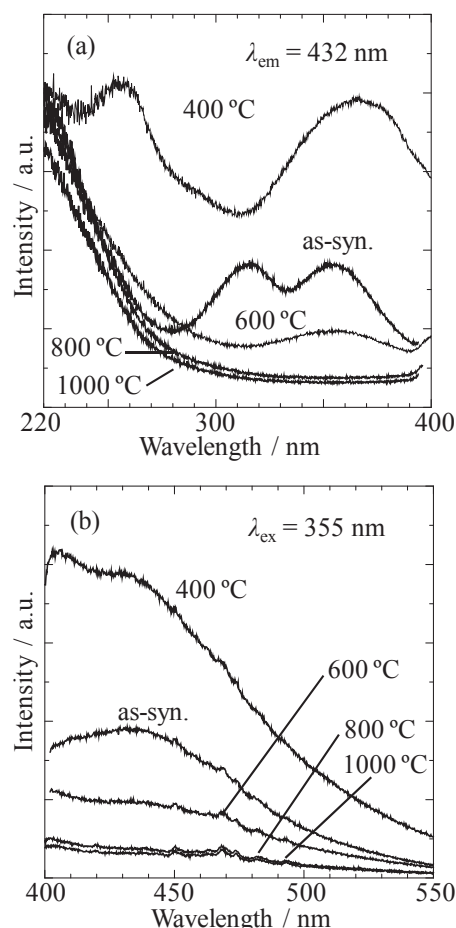 (a)
λem = 432 nm
400 ºC
as-syn.
600 ºC
800 ºC
1000 ºC
Intensity / a.u.
220 300 400
Wavelength / nm
(b)
λex = 355 nm
400 ºC
600 ºC
as-syn.
800 ºC
1000 ºC
Intensity / a.u.
400 450 500 550
Wavelength / nm